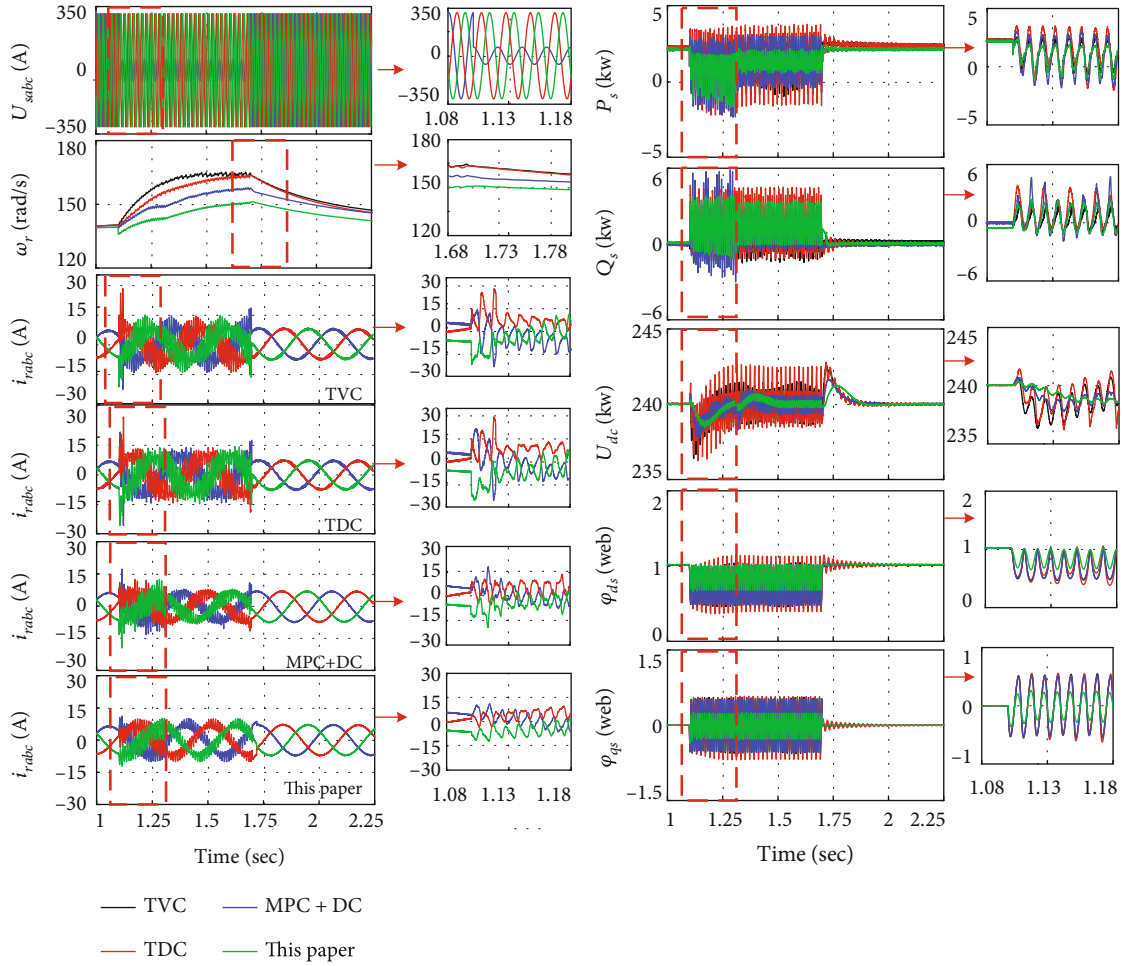 350
0
−350
U_sabc (A)
350
0
−350
1.08 1.13 1.18
180
150
120
ω_r (rad/s)
180
150
120
1.68 1.73 1.78
30
15
0
−15
−30
i_rabc (A)
TVC
30
15
0
−15
−30
30
15
0
−15
−30
i_rabc (A)
TDC
30
15
0
−15
−30
30
15
0
−15
−30
i_rabc (A)
MPC+DC
30
15
0
−15
−30
30
15
0
−15
−30
i_rabc (A)
This paper
30
15
0
−15
−30
1 1.25 1.5 1.75 2 2.25
1.08 1.13 1.18
. . .
Time (sec)
5
0
−5
P_s (kw)
5
0
−5
6
0
−6
Q_s (kw)
6
0
−6
245
240
235
U_dc (kw)
245
240
235
2
1
0
φ_ds (web)
2
1
0
1.5
0
−1.5
φ_qs (web)
1
0
−1
1 1.25 1.5 1.75 2 2.25
1.08 1.13 1.18
Time (sec)
TVC
MPC + DC
TDC
This paper